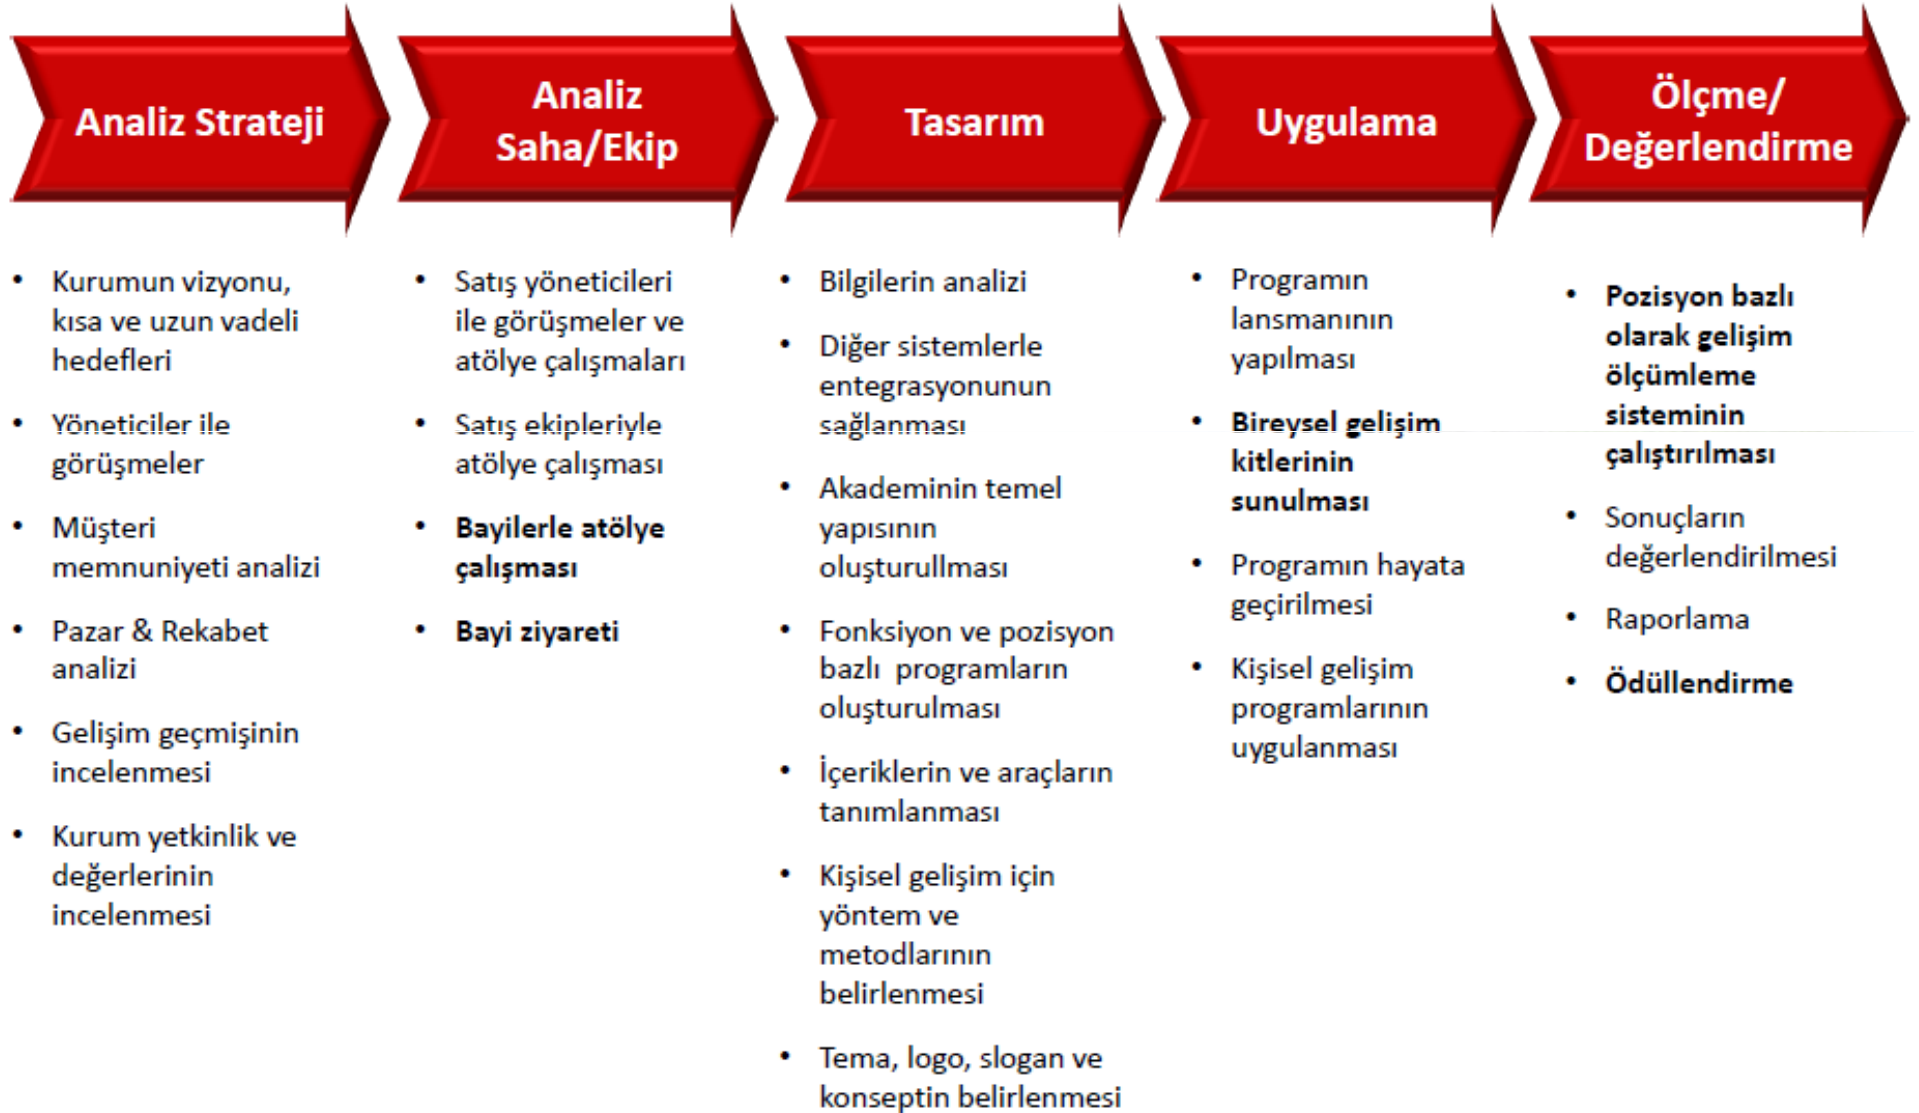 Analiz Strateji
Analiz
Saha/Ekip
Tasarım
Uygulama
Ölçme/
Değerlendirme
• Kurumun vizyonu,
kısa ve uzun vadeli
hedefleri
• Yöneticiler ile
görüşmeler
• Müşteri
memnuniyeti analizi
• Pazar & Rekabet
analizi
• Gelişim geçmişinin
incelenmesi
• Kurum yetkinlik ve
değerlerinin
incelenmesi
• Satış yöneticileri
ile görüşmeler ve
atölye çalışmaları
• Satış ekipleriyle
atölye çalışması
• Bayilerle atölye
çalışması
• Bayi ziyareti
• Bilgilerin analizi
• Diğer sistemlerle
entegrasyonunun
sağlanması
• Akademinin temel
yapısının
oluşturullması
• Fonksiyon ve pozisyon
bazlı programların
oluşturulması
• İçeriklerin ve araçların
tanımlanması
• Kişisel gelişim için
yöntem ve
metodlarının
belirlenmesi
• Tema, logo, slogan ve
konseptin belirlenmesi
• Programın
lansmanının
yapılması
• Bireysel gelişim
kitlerinin
sunulması
• Programın hayata
geçirilmesi
• Kişisel gelişim
programlarının
uygulanması
• Pozisyon bazlı
olarak gelişim
ölçümleme
sisteminin
çalıştırılması
• Sonuçların
değerlendirilmesi
• Raporlama
• Ödüllendirme